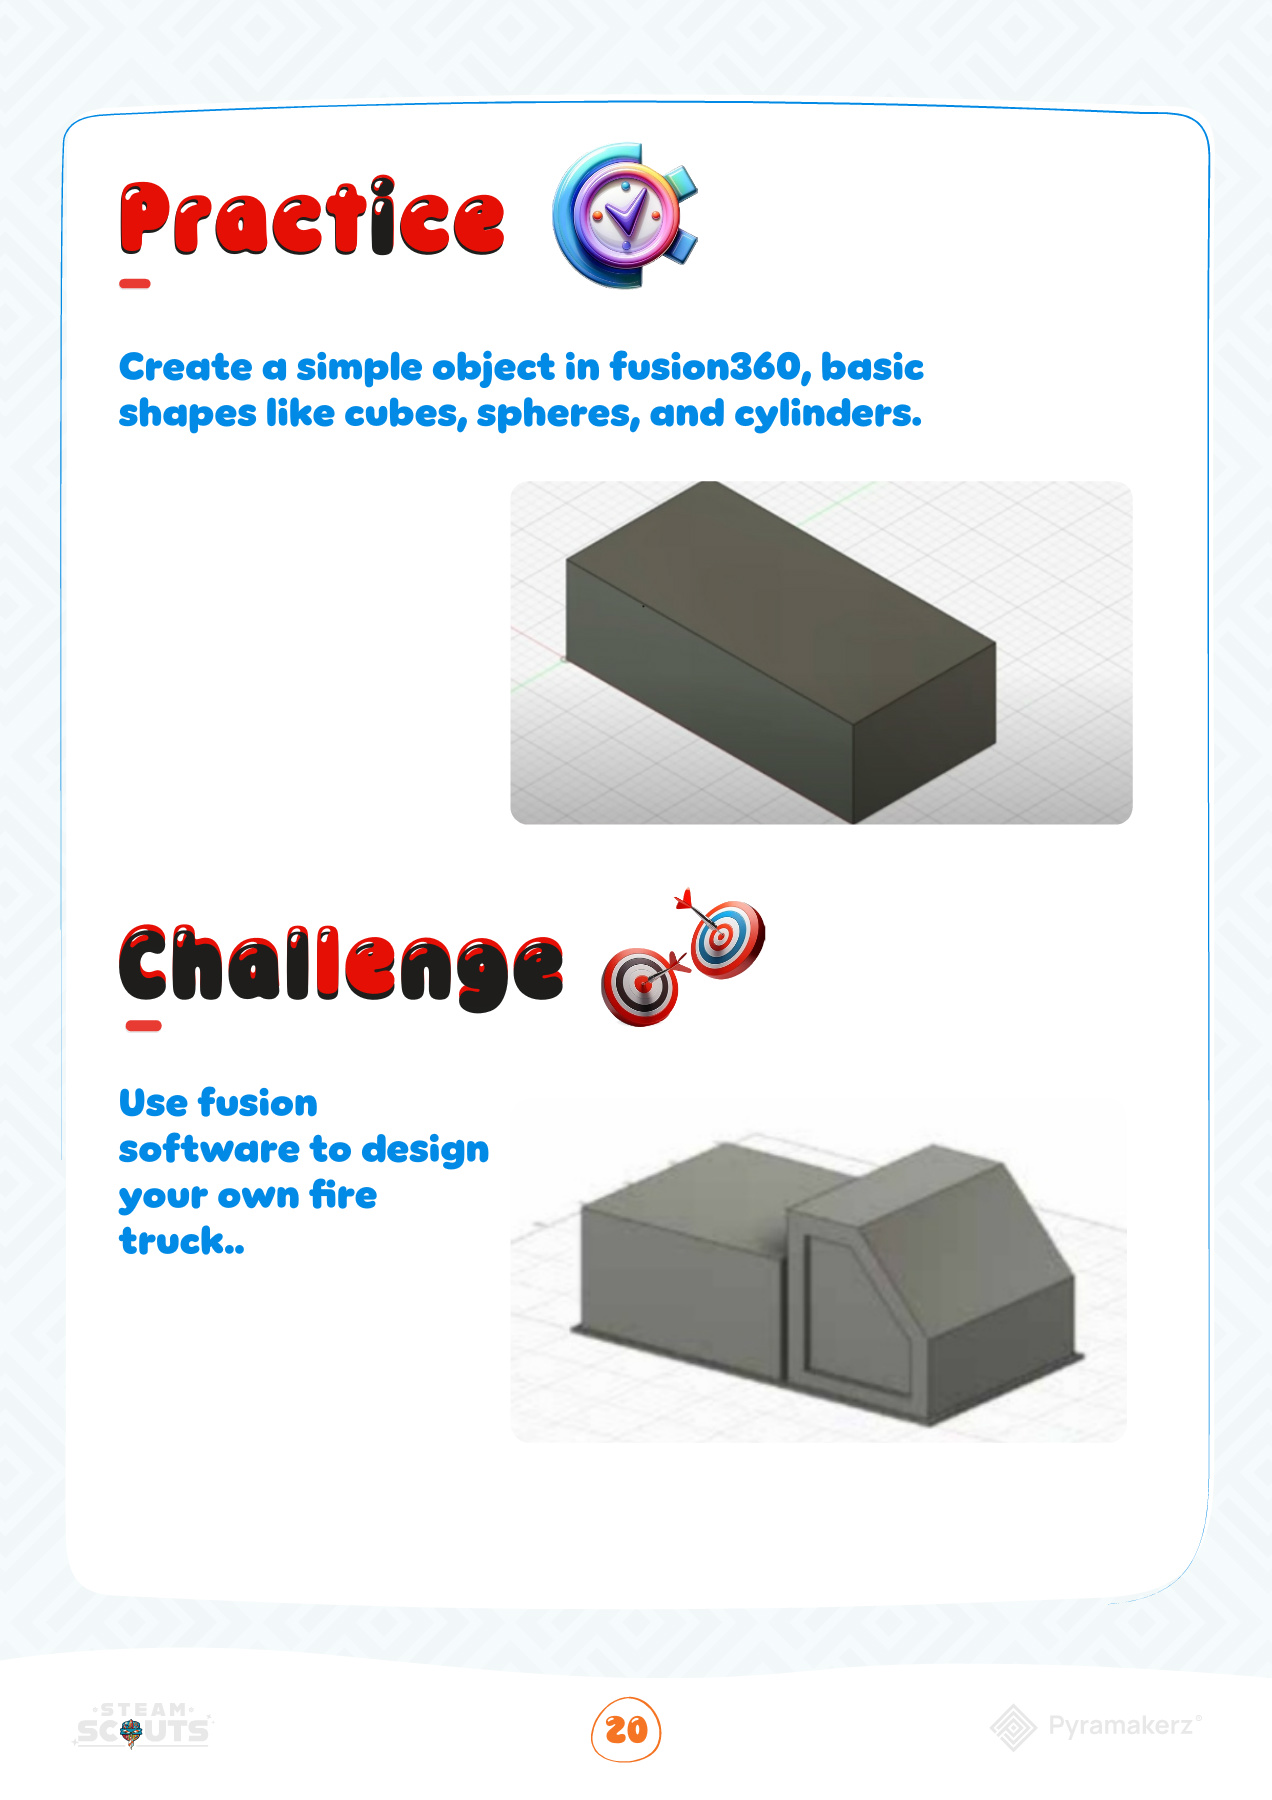 Practice
Create a simple object in fusion360, basic
shapes like cubes, spheres, and cylinders.
Challenge
Use fusion
software to design
your own fire
truck..
STEAM
SCOUTS
20
Pyramakerz